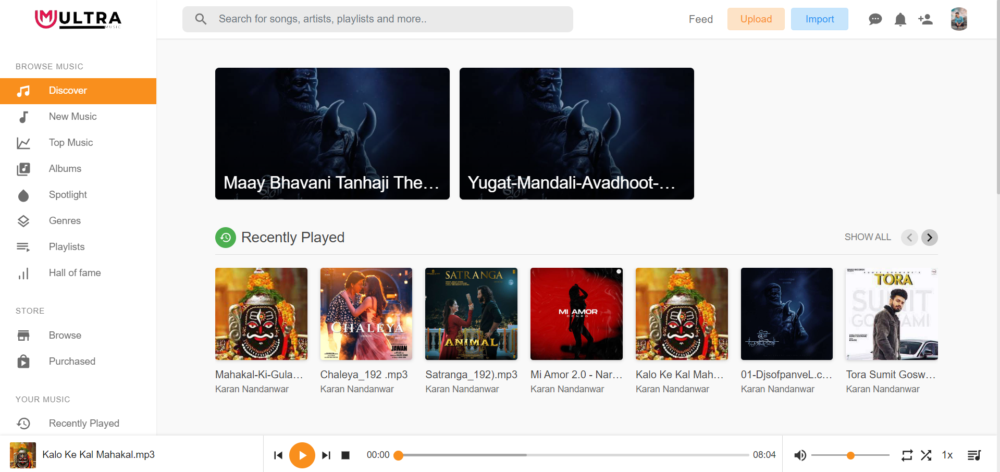 MULTRA
MUSIC
Search for songs, artists, playlists and more..
Feed
Upload
Import
BROWSE MUSIC
Discover
New Music
Top Music
Albums
Spotlight
Genres
Playlists
Hall of fame
STORE
Browse
Purchased
YOUR MUSIC
Recently Played
Maay Bhavani Tanhaji The...
Yugat-Mandali-Avadhoot-...
Recently Played
SHOW ALL
CHALEYA
(HINDI)
JAWAN
SATRANGA
ANIMAL
MI AMOR
SUMIT GOSWAMI'S
TORA
SUMIT
GOSWAMI
Mahakal-Ki-Gula...
Karan Nandanwar
Chaleya_192 .mp3
Karan Nandanwar
Satranga_192).mp3
Karan Nandanwar
Mi Amor 2.0 - Nar...
Karan Nandanwar
Kalo Ke Kal Mah...
Karan Nandanwar
01-DjsofpanveL.c...
Karan Nandanwar
Tora Sumit Gosw...
Karan Nandanwar
Kalo Ke Kal Mahakal.mp3
00:00
08:04
1x